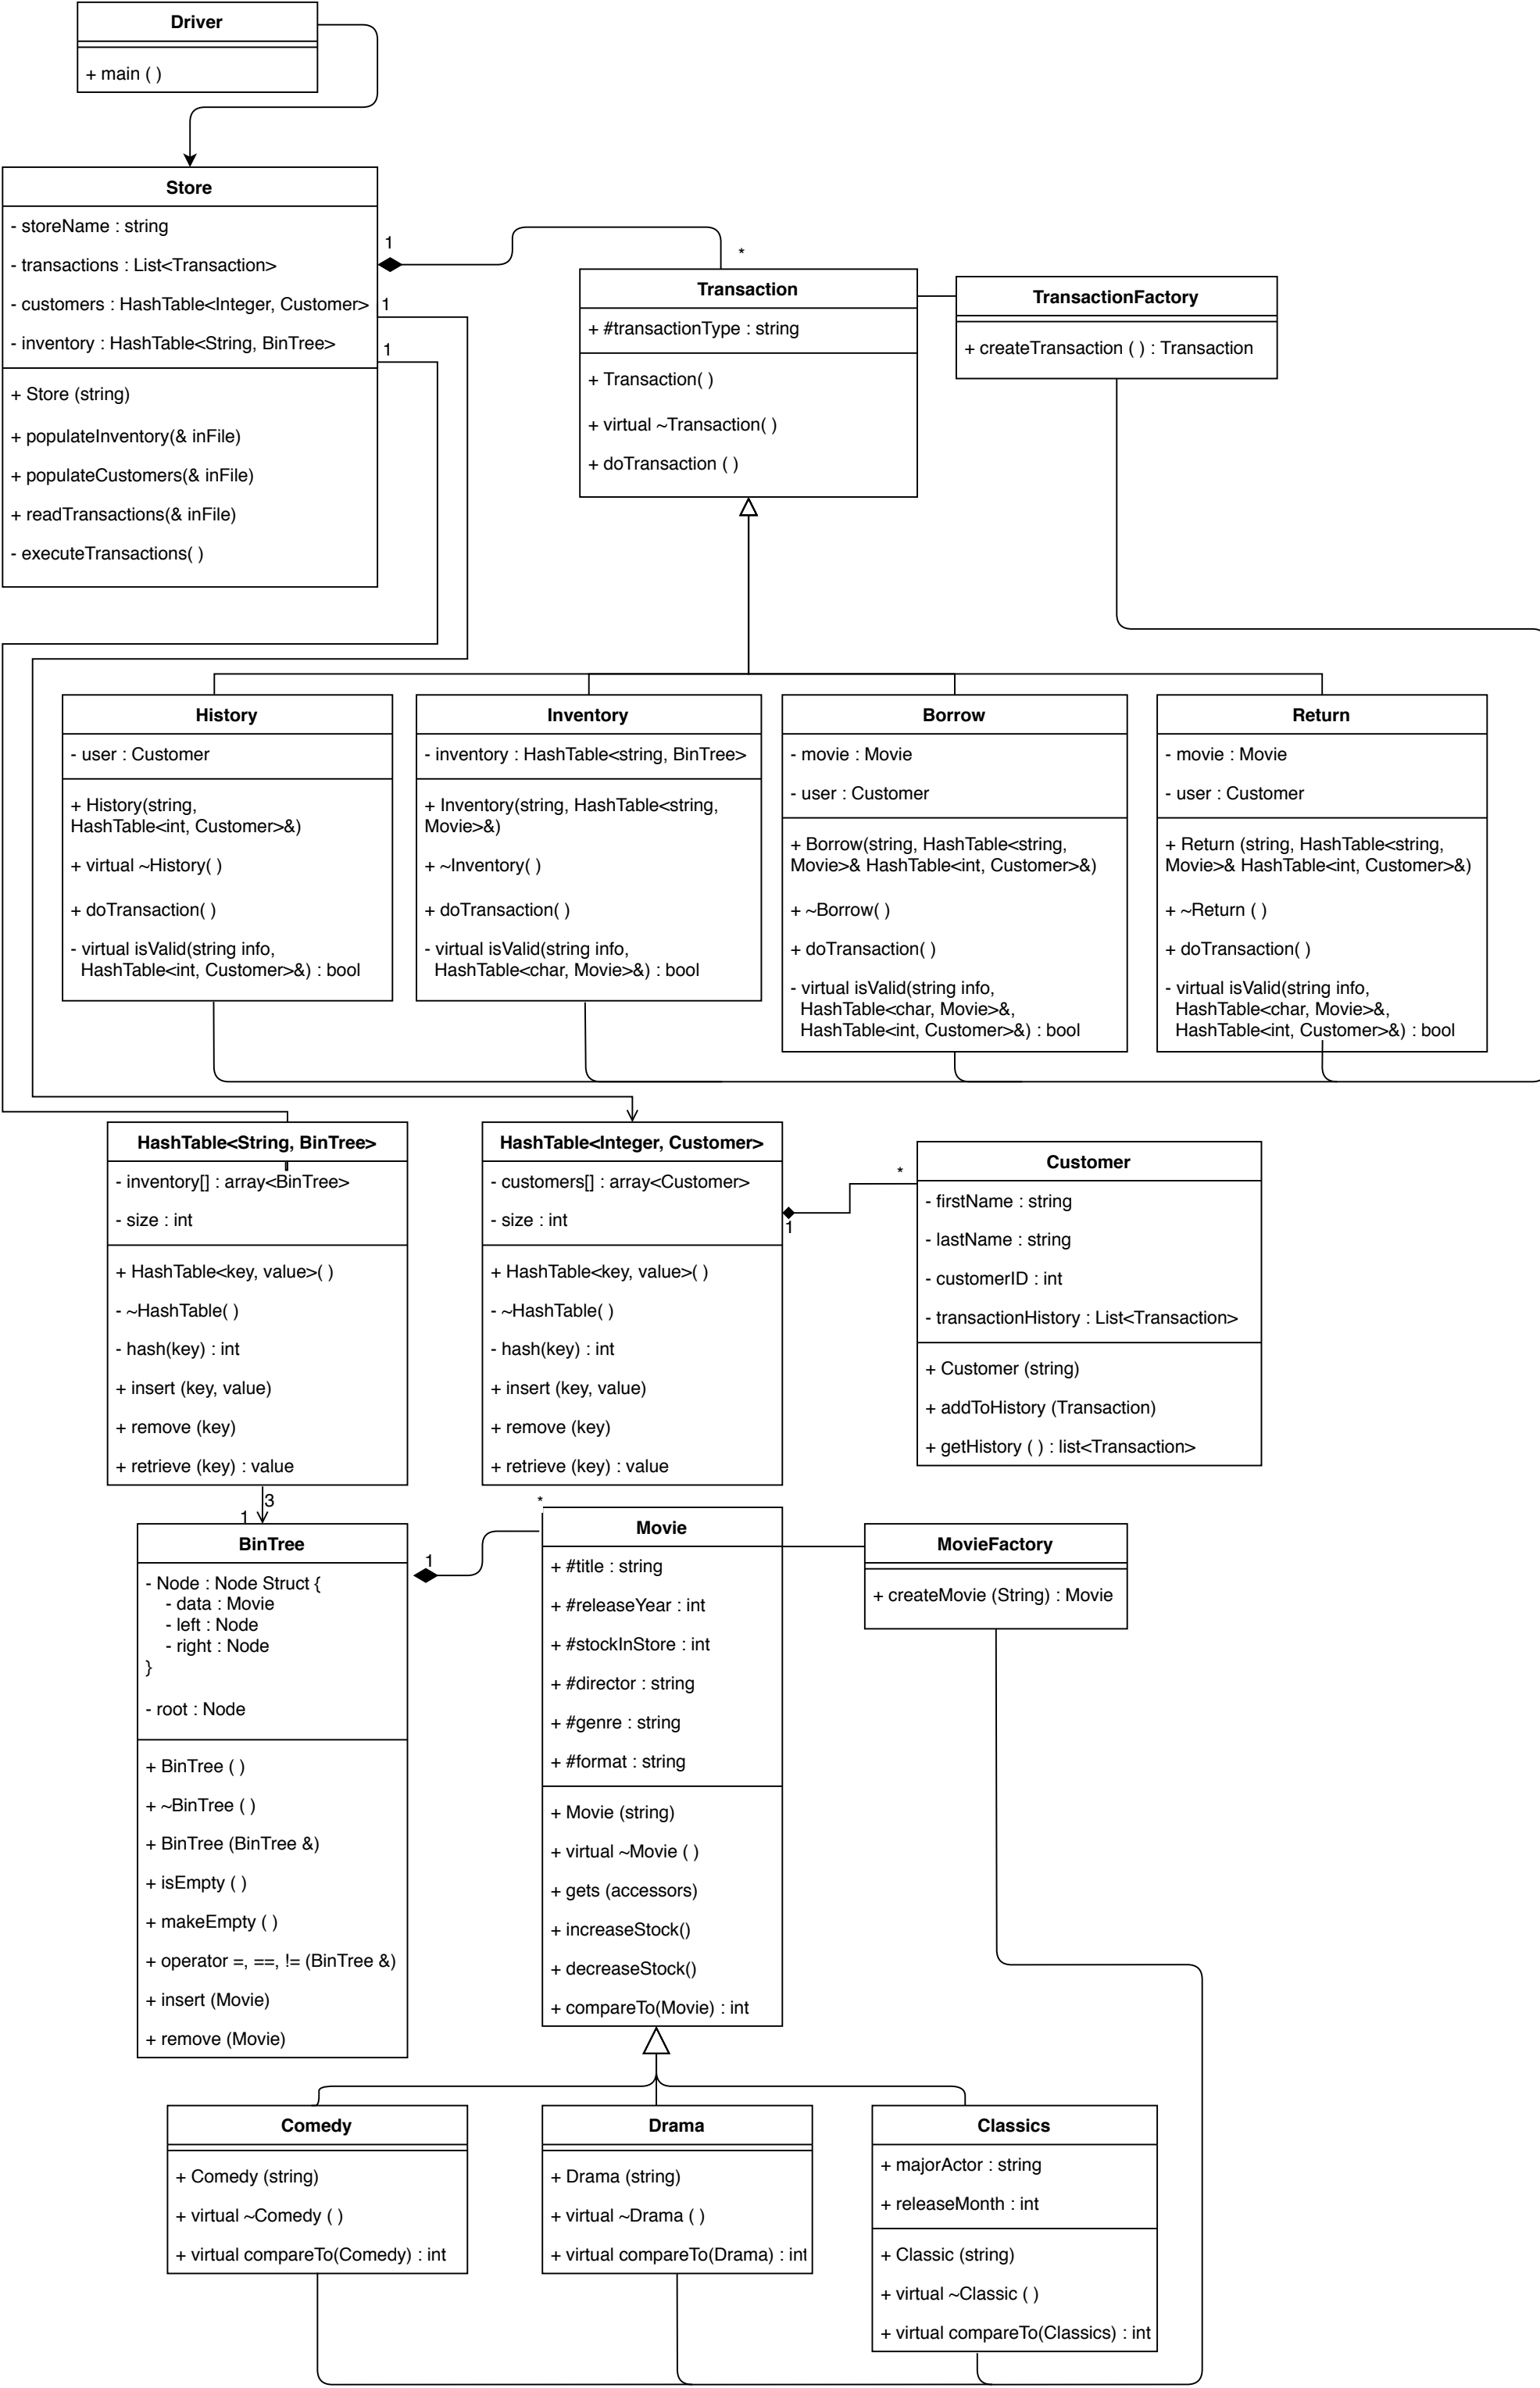 Driver
+ main ( )
Store
- storeName : string
- transactions : List<Transaction>
- customers : HashTable<Integer, Customer>
- inventory : HashTable<String, BinTree>
+ Store (string)
+ populateInventory(& inFile)
+ populateCustomers(& inFile)
+ readTransactions(& inFile)
- executeTransactions( )
1
1
1
*
Transaction
+ #transactionType : string
+ Transaction( )
+ virtual ~Transaction( )
+ doTransaction ( )
TransactionFactory
+ createTransaction ( ) : Transaction
History
- user : Customer
+ History(string,
HashTable<int, Customer>&)
+ virtual ~History( )
+ doTransaction( )
- virtual isValid(string info,
HashTable<int, Customer>&) : bool
Inventory
- inventory : HashTable<string, BinTree>
+ Inventory(string, HashTable<string,
Movie>&)
+ ~Inventory( )
+ doTransaction( )
- virtual isValid(string info,
HashTable<char, Movie>&) : bool
Borrow
- movie : Movie
- user : Customer
+ Borrow(string, HashTable<string,
Movie>& HashTable<int, Customer>&)
+ ~Borrow( )
+ doTransaction( )
- virtual isValid(string info,
HashTable<char, Movie>&,
HashTable<int, Customer>&) : bool
Return
- movie : Movie
- user : Customer
+ Return (string, HashTable<string,
Movie>& HashTable<int, Customer>&)
+ ~Return ( )
+ doTransaction( )
- virtual isValid(string info,
HashTable<char, Movie>&,
HashTable<int, Customer>&) : bool
HashTable<String, BinTree>
- inventory[] : array<BinTree>
- size : int
+ HashTable<key, value>( )
- ~HashTable( )
- hash(key) : int
+ insert (key, value)
+ remove (key)
+ retrieve (key) : value
HashTable<Integer, Customer>
- customers[] : array<Customer>
- size : int
+ HashTable<key, value>( )
- ~HashTable( )
- hash(key) : int
+ insert (key, value)
+ remove (key)
+ retrieve (key) : value
1
*
Customer
- firstName : string
- lastName : string
- customerID : int
- transactionHistory : List<Transaction>
+ Customer (string)
+ addToHistory (Transaction)
+ getHistory ( ) : list<Transaction>
3
1
BinTree
- Node : Node Struct {
- data : Movie
- left : Node
- right : Node
}
- root : Node
+ BinTree ( )
+ ~BinTree ( )
+ BinTree (BinTree &)
+ isEmpty ( )
+ makeEmpty ( )
+ operator =, ==, != (BinTree &)
+ insert (Movie)
+ remove (Movie)
1
*
Movie
+ #title : string
+ #releaseYear : int
+ #stockInStore : int
+ #director : string
+ #genre : string
+ #format : string
+ Movie (string)
+ virtual ~Movie ( )
+ gets (accessors)
+ increaseStock()
+ decreaseStock()
+ compareTo(Movie) : int
MovieFactory
+ createMovie (String) : Movie
Comedy
+ Comedy (string)
+ virtual ~Comedy ( )
+ virtual compareTo(Comedy) : int
Drama
+ Drama (string)
+ virtual ~Drama ( )
+ virtual compareTo(Drama) : int
Classics
+ majorActor : string
+ releaseMonth : int
+ Classic (string)
+ virtual ~Classic ( )
+ virtual compareTo(Classics) : int